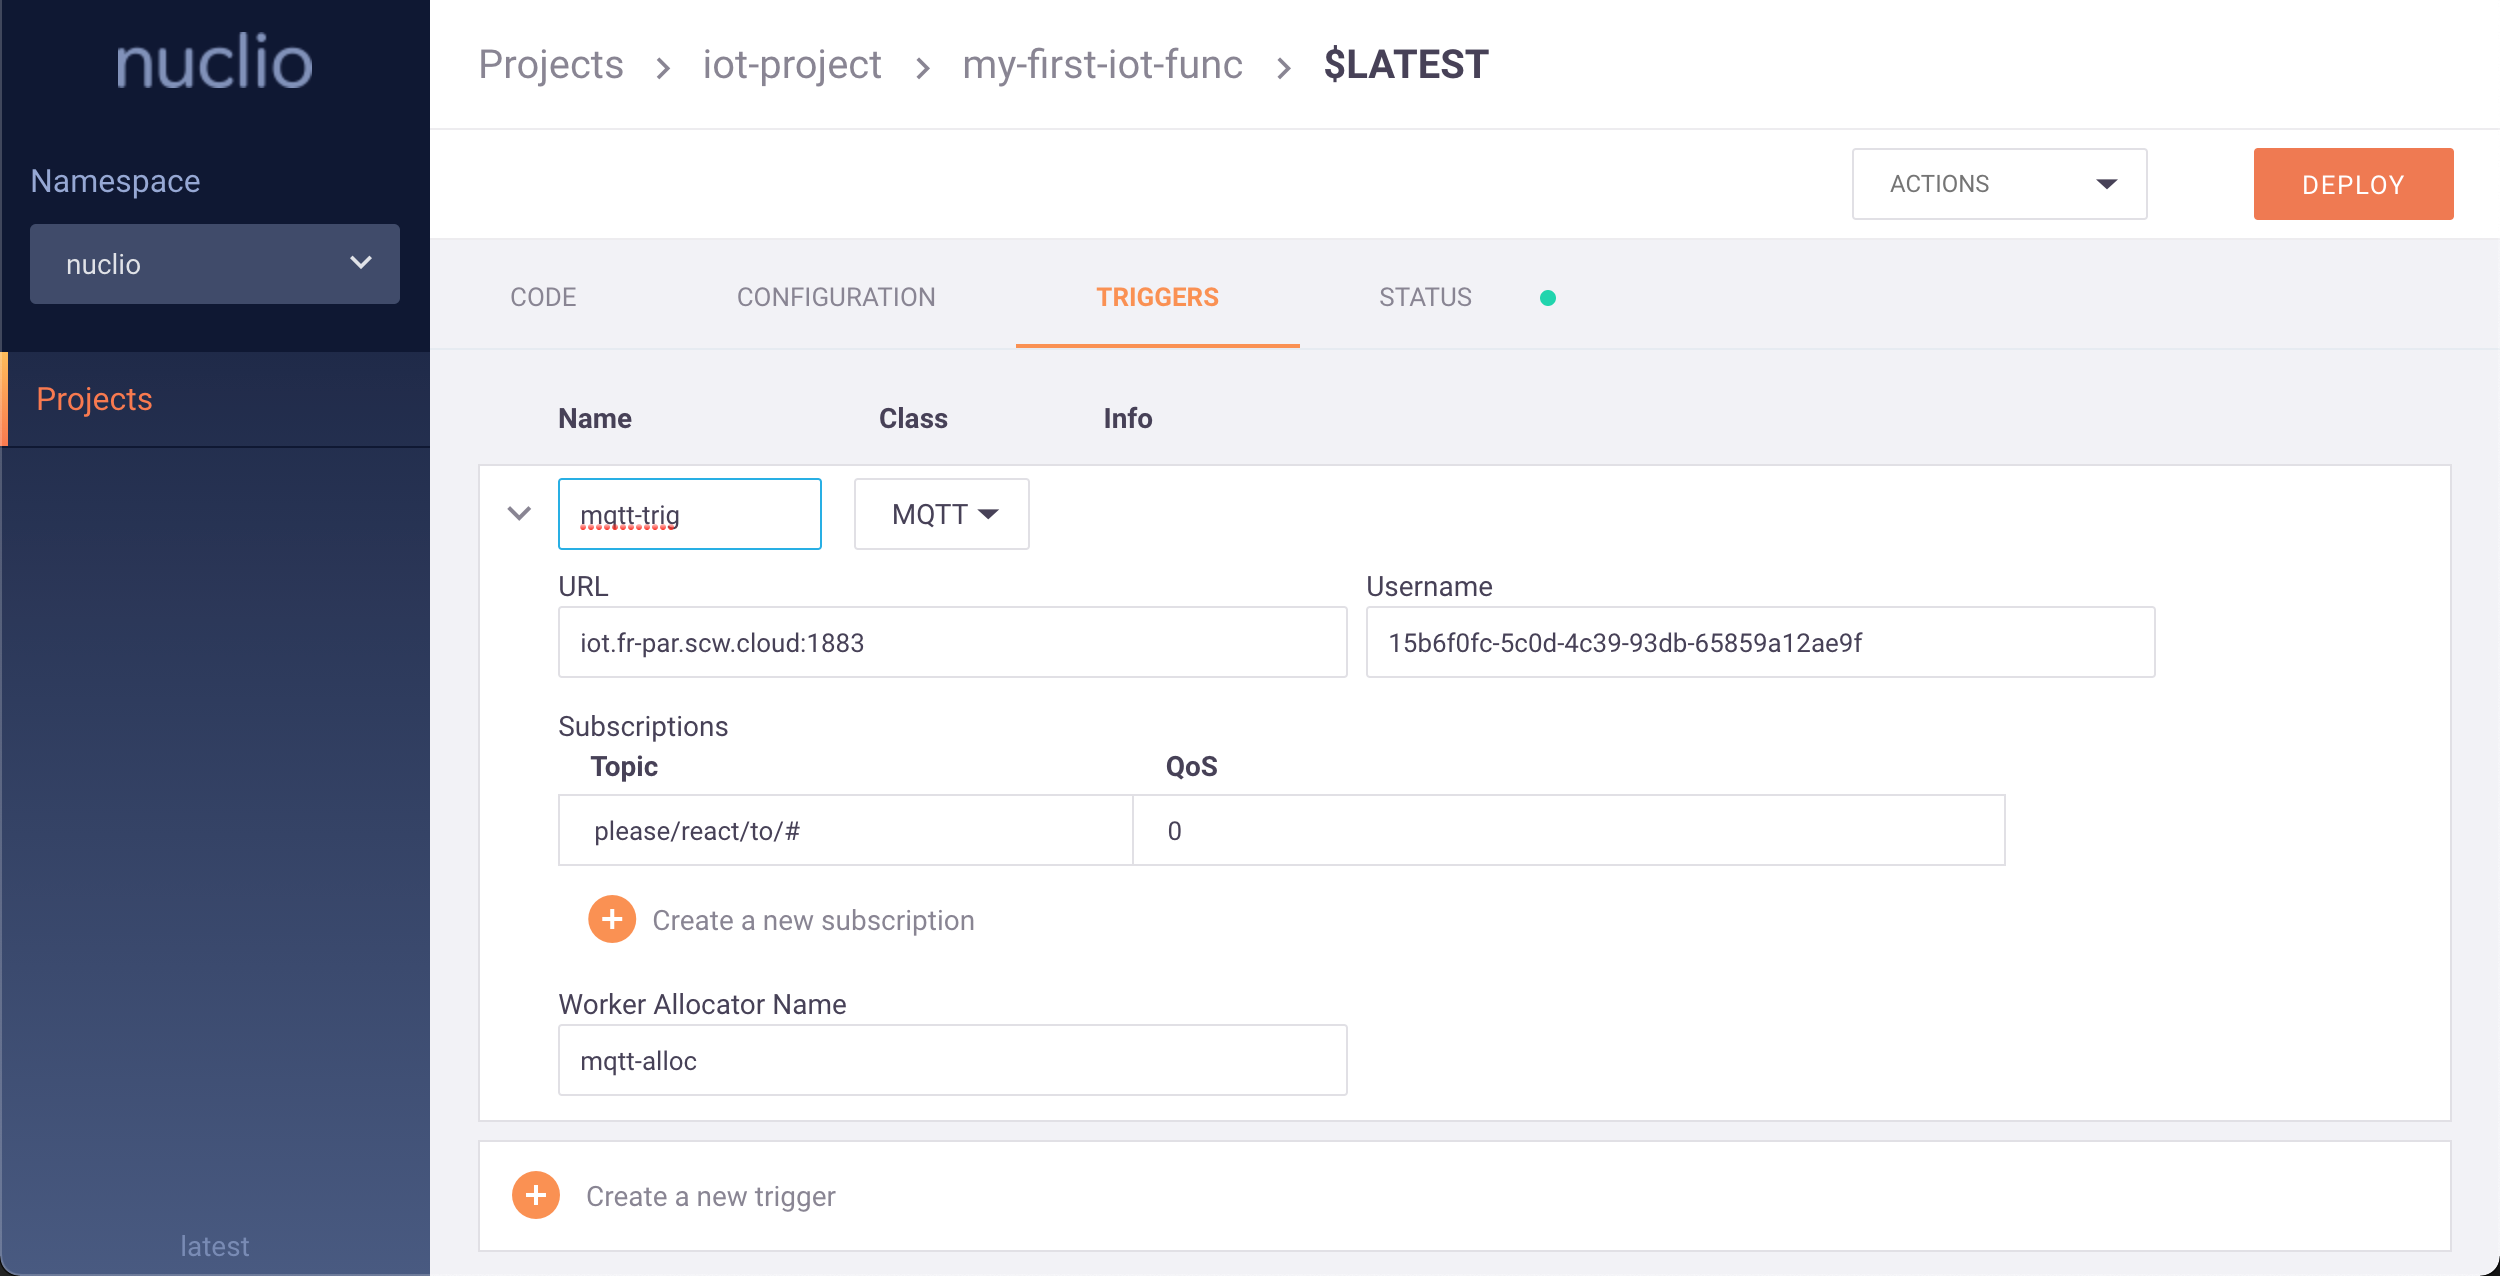 nuclio
Namespace
nuclio
Projects
latest
Projects > iot-project > my-first-iot-func > $LATEST
ACTIONS
DEPLOY
CODE CONFIGURATION TRIGGERS STATUS
Name Class Info
mqtt-trig MQTT
URL Username
iot.fr-par.scw.cloud:1883 15b6f0fc-5c0d-4c39-93db-65859a12ae9f
Subscriptions
Topic QoS
please/react/to/# 0
Create a new subscription
Worker Allocator Name
mqtt-alloc
Create a new trigger